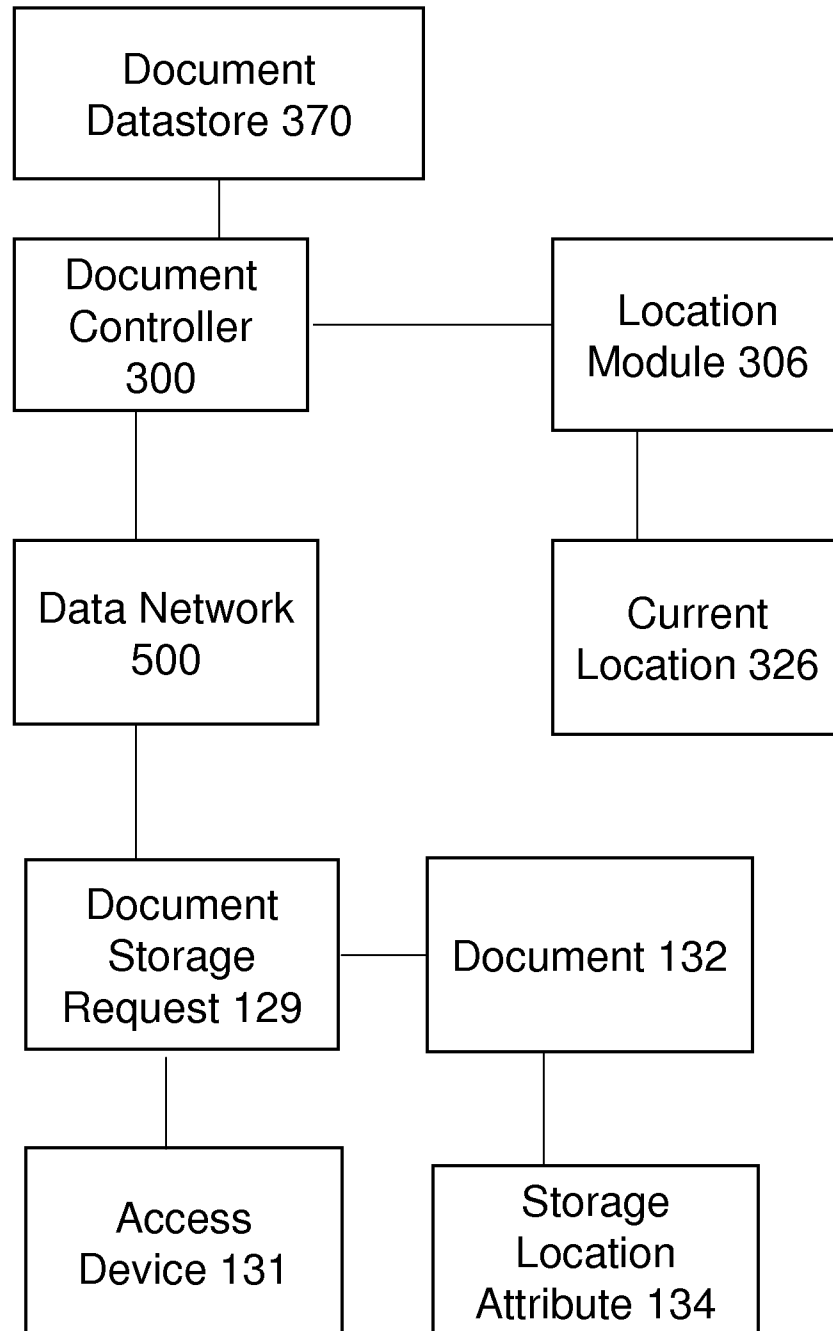 Document
Datastore 370
Document
Controller
300
Location
Module 306
Data Network
500
Current
Location 326
Document
Storage
Request 129
Document 132
Access
Device 131
Storage
Location
Attribute 134